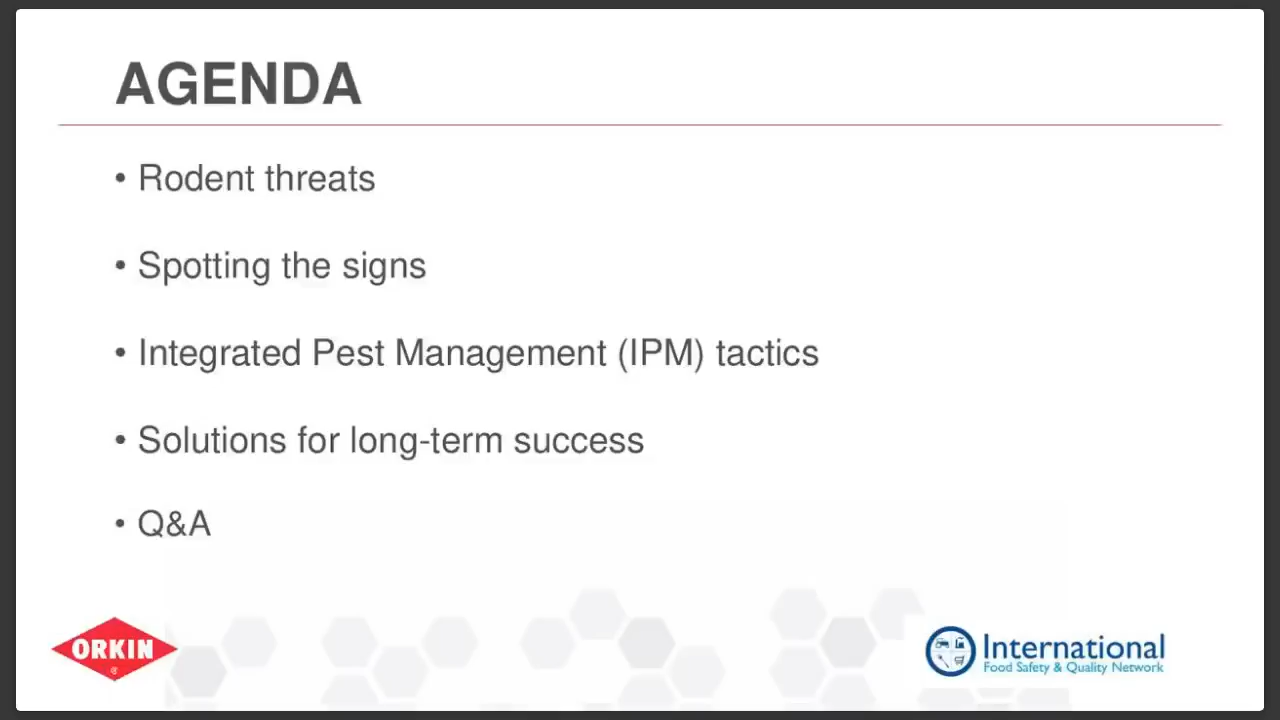 AGENDA
• Rodent threats
• Spotting the signs
• Integrated Pest Management (IPM) tactics
• Solutions for long-term success
• Q&A
ORKIN
®
International
Food Safety & Quality Network